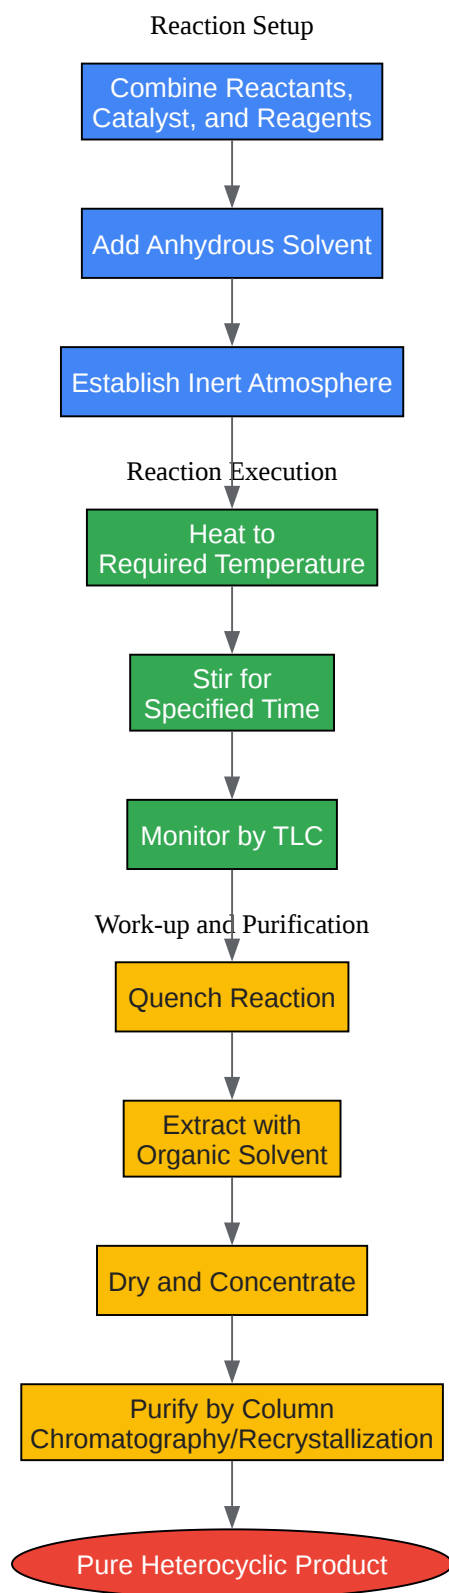 Reaction Setup
Combine Reactants,
Catalyst, and Reagents
Add Anhydrous Solvent
Establish Inert Atmosphere
Reaction Execution
Heat to
Required Temperature
Stir for
Specified Time
Monitor by TLC
Work-up and Purification
Quench Reaction
Extract with
Organic Solvent
Dry and Concentrate
Purify by Column
Chromatography/Recrystallization
Pure Heterocyclic Product